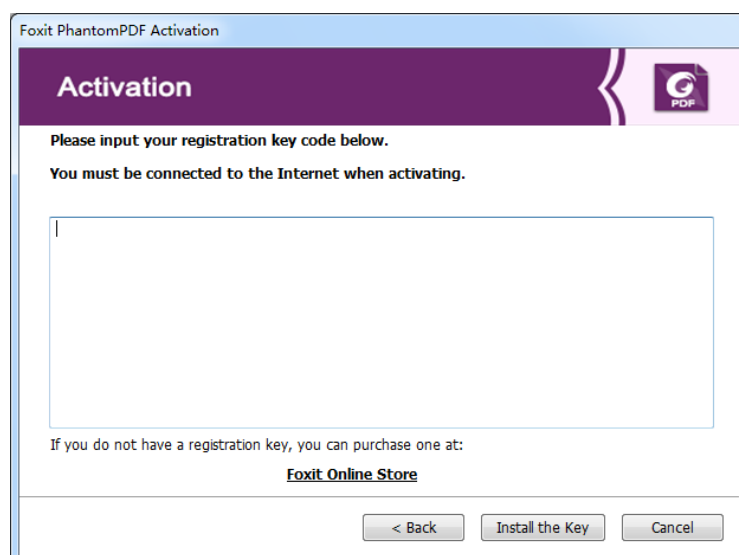 Foxit PhantomPDF Activation
Activation
PDF
Please input your registration key code below.
You must be connected to the Internet when activating.
If you do not have a registration key, you can purchase one at:
Foxit Online Store
< Back Install the Key Cancel